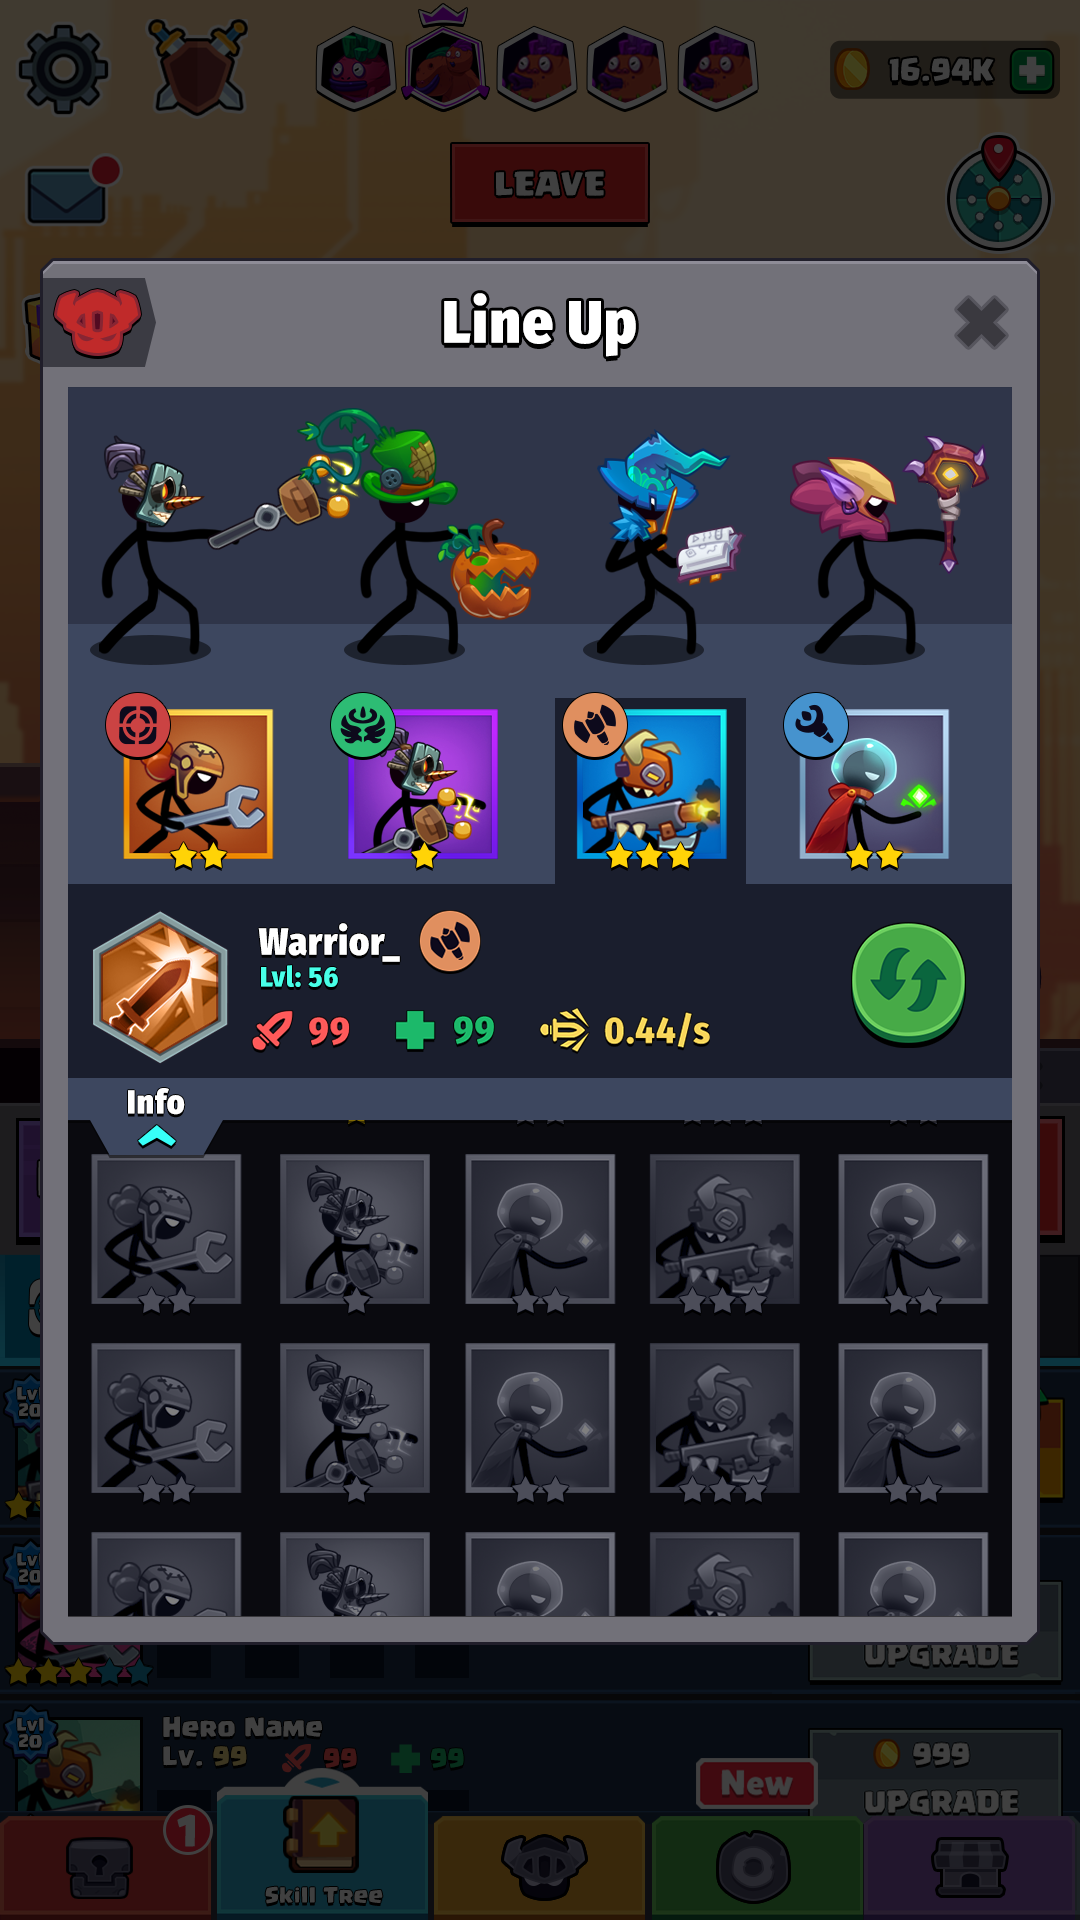 16.94K
LEAVE
Line Up
Warrior_
Lvl: 56
99
99
0.44/s
Info
Lvl
20
Lvl
20
UPGRADE
Lvl
20
Hero Name
Lv. 99
99
99
999
New
UPGRADE
1
Skill Tree